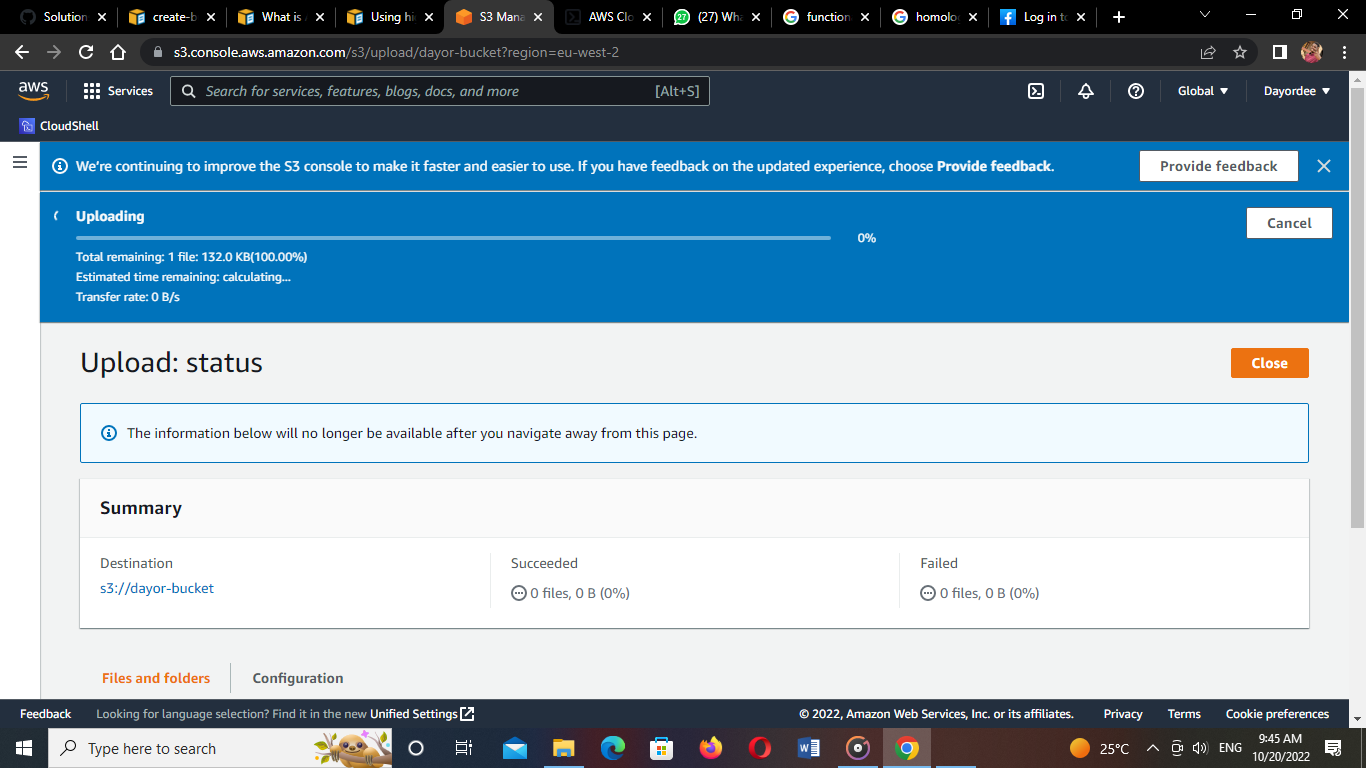 Solution
create-b
What is
Using hi
S3 Mana
AWS Clo
(27) Wha
function
homolog
Log in to
s3.console.aws.amazon.com/s3/upload/dayor-bucket?region=eu-west-2
aws
Services
Search for services, features, blogs, docs, and more
[Alt+S]
Global
Dayordee
CloudShell
We're continuing to improve the S3 console to make it faster and easier to use. If you have feedback on the updated experience, choose Provide feedback.
Provide feedback
Uploading
Cancel
0%
Total remaining: 1 file: 132.0 KB(100.00%)
Estimated time remaining: calculating...
Transfer rate: 0 B/s
Upload: status
Close
The information below will no longer be available after you navigate away from this page.
Summary
Destination
s3://dayor-bucket
Succeeded
0 files, 0 B (0%)
Failed
0 files, 0 B (0%)
Files and folders
Configuration
Feedback
Looking for language selection? Find it in the new Unified Settings
© 2022, Amazon Web Services, Inc. or its affiliates.
Privacy
Terms
Cookie preferences
Type here to search
25°C
ENG
9:45 AM
10/20/2022